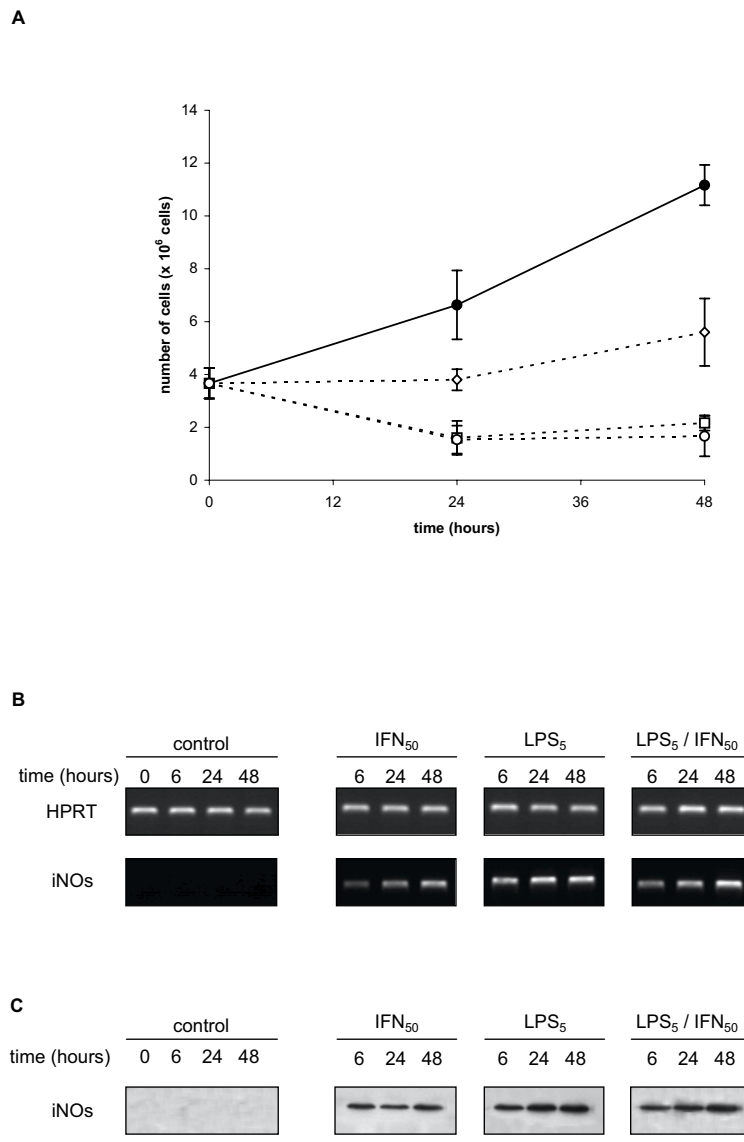 A
14
12
10
8
6
4
2
0
number of cells (x 10⁶ cells)
0 12 24 36 48
time (hours)
B
control IFN₅₀ LPS₅ LPS₅ / IFN₅₀
time (hours) 0 6 24 48 6 24 48 6 24 48 6 24 48
HPRT
iNOs
C
control IFN₅₀ LPS₅ LPS₅ / IFN₅₀
time (hours) 0 6 24 48 6 24 48 6 24 48 6 24 48
iNOs